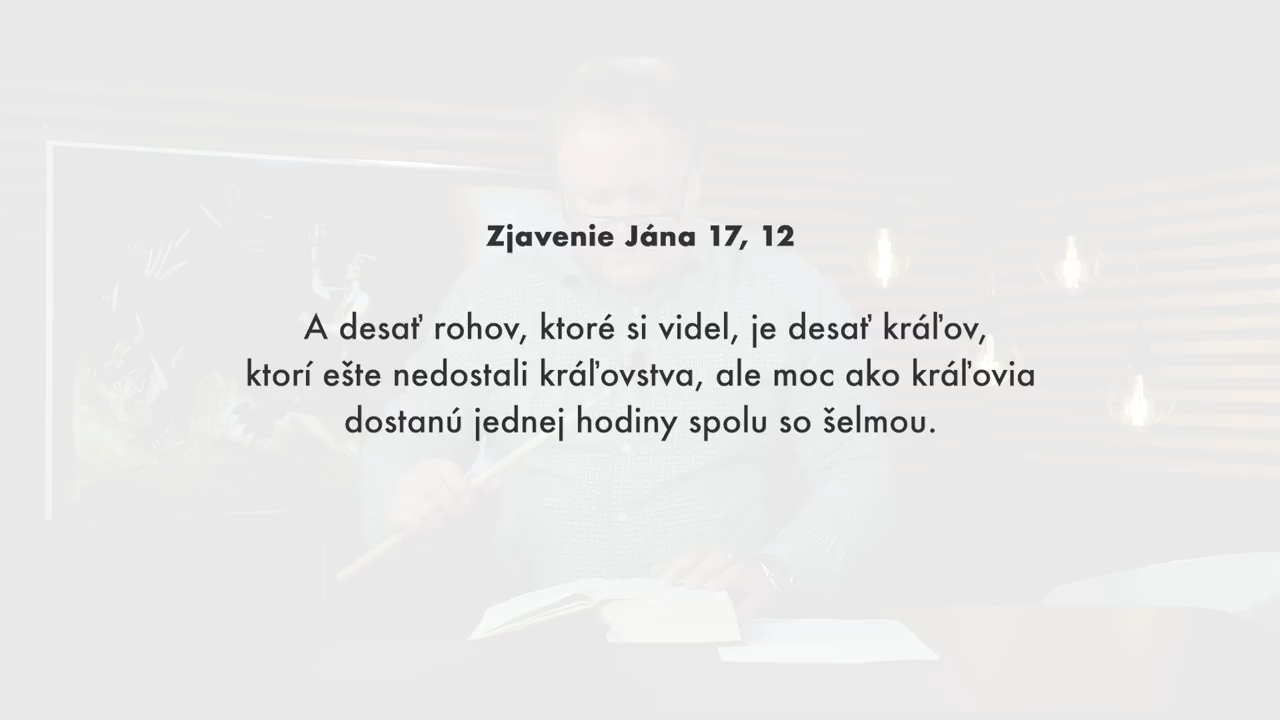 Zjavenie Jána 17, 12
A desať rohov, ktoré si videl, je desať kráľov,
ktorí ešte nedostali kráľovstva, ale moc ako kráľovia
dostanú jednej hodiny spolu so šelmou.